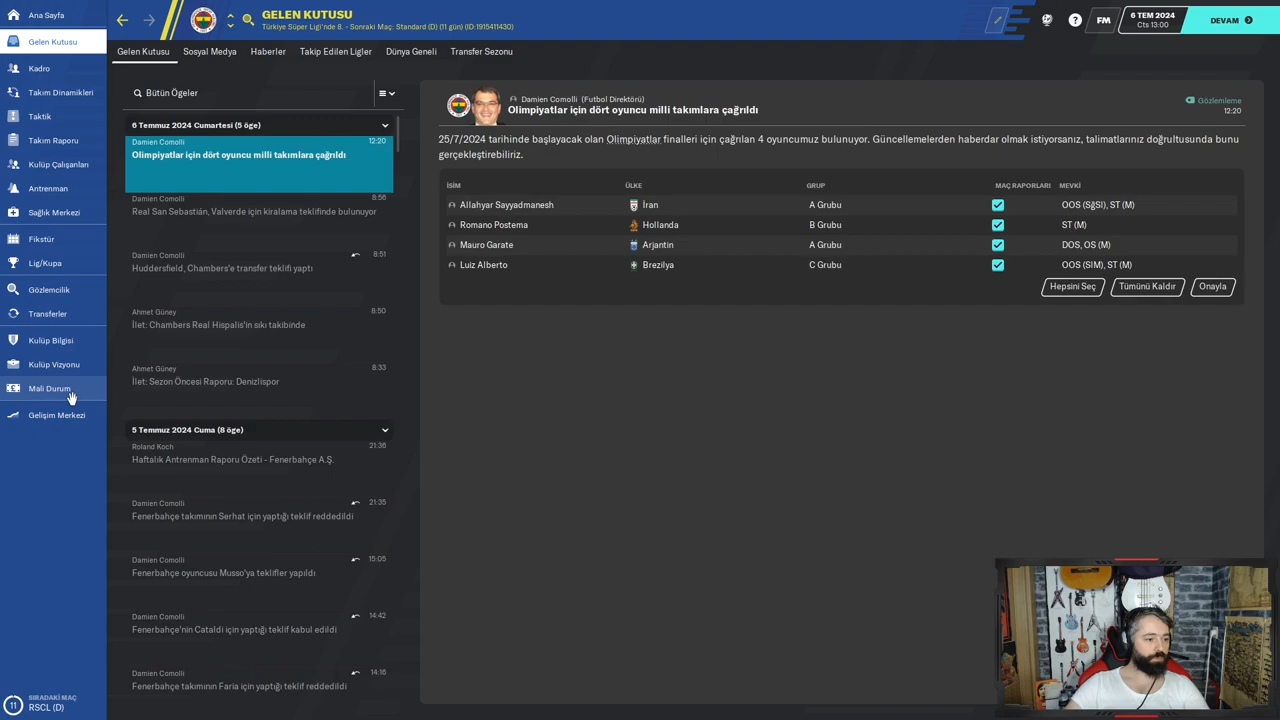 Ana Sayfa
Gelen Kutusu
Kadro
Takım Dinamikleri
Taktik
Takım Raporu
Kulüp Çalışanları
Antrenman
Sağlık Merkezi
Fikstür
Lig/Kupa
Gözlemcilik
Transferler
Kulüp Bilgisi
Kulüp Vizyonu
Mali Durum
Gelişim Merkezi
11
SIRADAKİ MAÇ
RSCL (D)
GELEN KUTUSU
Türkiye Süper Ligi'nde 8. - Sonraki Maç: Standard (D) (11 gün) (ID:1915411430)
FM
6 TEM 2024
Cts 13:00
DEVAM
Gelen Kutusu Sosyal Medya Haberler Takip Edilen Ligler Dünya Geneli Transfer Sezonu
Bütün Ögeler
6 Temmuz 2024 Cumartesi (5 öge)
Damien Comolli 12:20
Olimpiyatlar için dört oyuncu milli takımlara çağrıldı
Damien Comolli 8:56
Real San Sebastián, Valverde için kiralama teklifinde bulunuyor
Damien Comolli 8:51
Huddersfield, Chambers'e transfer teklifi yaptı
Ahmet Güney 8:50
İlet: Chambers Real Hispalis'in sıkı takibinde
Ahmet Güney 8:33
İlet: Sezon Öncesi Raporu: Denizlispor
5 Temmuz 2024 Cuma (8 öge)
Roland Koch 21:36
Haftalık Antrenman Raporu Özeti - Fenerbahçe A.Ş.
Damien Comolli 21:35
Fenerbahçe takımının Serhat için yaptığı teklif reddedildi
Damien Comolli 15:05
Fenerbahçe oyuncusu Musso'ya teklifler yapıldı
Damien Comolli 14:42
Fenerbahçe'nin Cataldi için yaptığı teklif kabul edildi
Damien Comolli 14:16
Fenerbahçe takımının Faria için yaptığı teklif reddedildi
Damien Comolli (Futbol Direktörü) Gözlemleme
Olimpiyatlar için dört oyuncu milli takımlara çağrıldı 12:20
25/7/2024 tarihinde başlayacak olan Olimpiyatlar finalleri için çağrılan 4 oyuncumuz bulunuyor. Güncellemelerden haberdar olmak istiyorsanız, talimatlarınız doğrultusunda bunu
gerçekleştirebiliriz.
İSİM ÜLKE GRUP MAÇ RAPORLARI MEVKİ
Allahyar Sayyadmanesh İran A Grubu OOS (SğSl), ST (M)
Romano Postema Hollanda B Grubu ST (M)
Mauro Garate Arjantin A Grubu DOS, OS (M)
Luiz Alberto Brezilya C Grubu OOS (SlM), ST (M)
Hepsini Seç Tümünü Kaldır Onayla